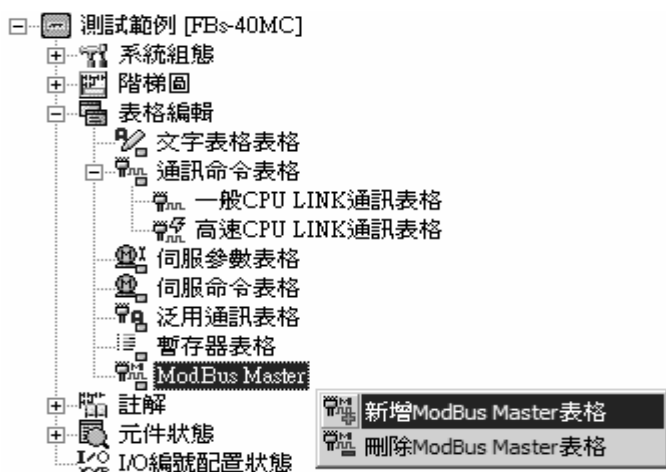 測試範例 [FBs-40MC]
系統組態
階梯圖
表格編輯
文字表格表格
通訊命令表格
一般CPU LINK通訊表格
高速CPU LINK通訊表格
伺服參數表格
伺服命令表格
泛用通訊表格
暫存器表格
ModBus Master
註解
新增ModBus Master表格
元件狀態
刪除ModBus Master表格
I/O編號配置狀態